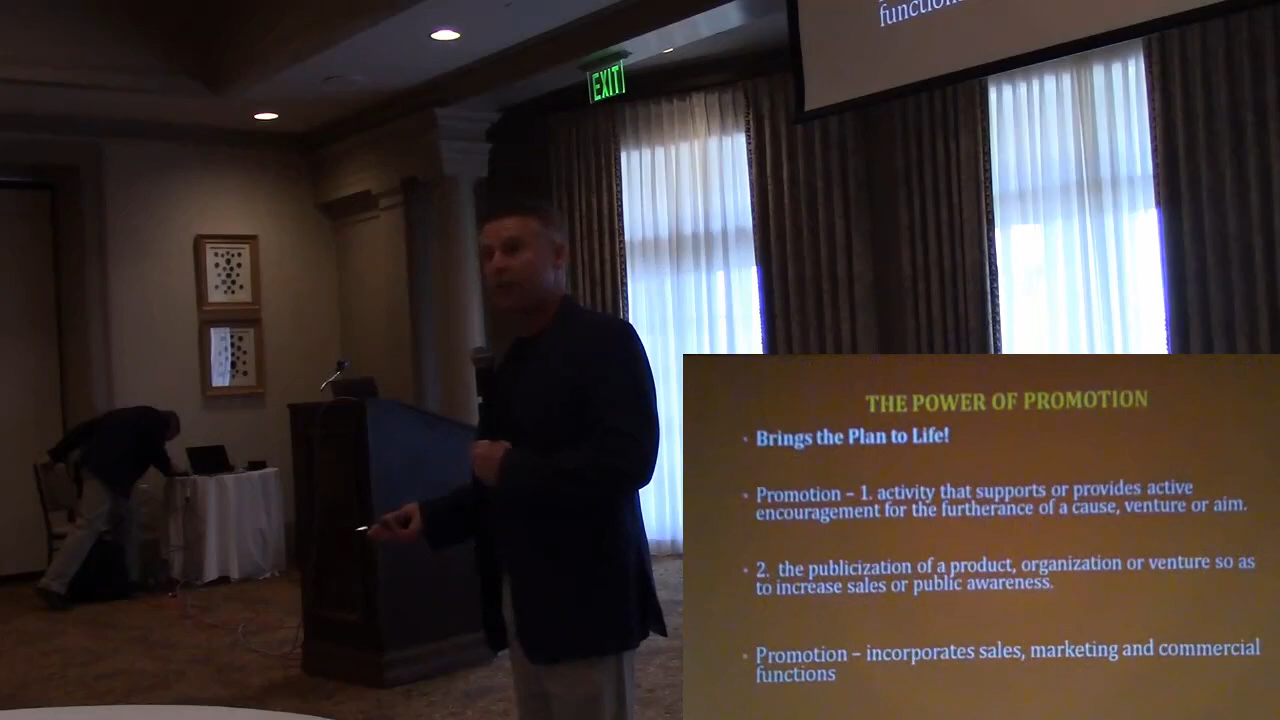 function
EXIT
THE POWER OF PROMOTION
• Brings the Plan to Life!
• Promotion – 1. activity that supports or provides active
encouragement for the furtherance of a cause, venture or aim.
• 2. the publicization of a product, organization or venture so as
to increase sales or public awareness.
• Promotion – incorporates sales, marketing and commercial
functions